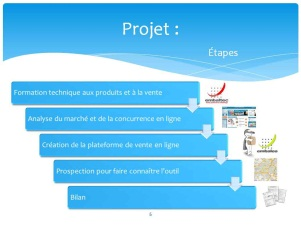 Projet :
Étapes
Formation technique aux produits et à la vente
Analyse du marché et de la concurrence en ligne
Création de la plateforme de vente en ligne
Prospection pour faire connaître l'outil
Bilan
6